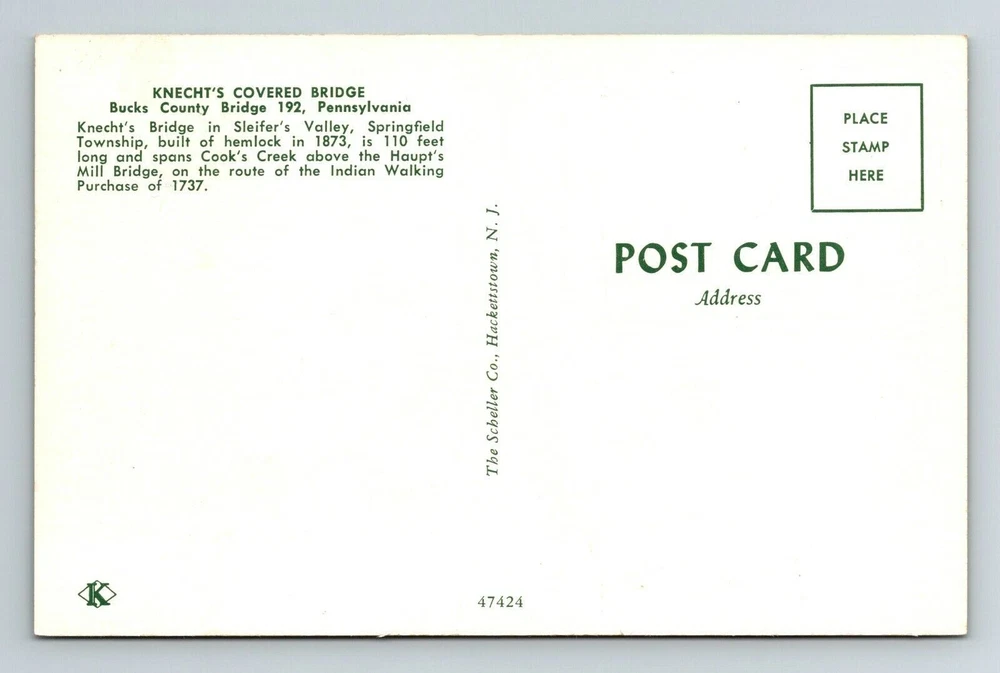 KNECHT'S COVERED BRIDGE
Bucks County Bridge 192, Pennsylvania
Knecht's Bridge in Sleifer's Valley, Springfield
Township, built of hemlock in 1873, is 110 feet
long and spans Cook's Creek above the Haupt's
Mill Bridge, on the route of the Indian Walking
Purchase of 1737.
The Scheller Co., Hackettstown, N. J.
PLACE
STAMP
HERE
POST CARD
Address
K
47424